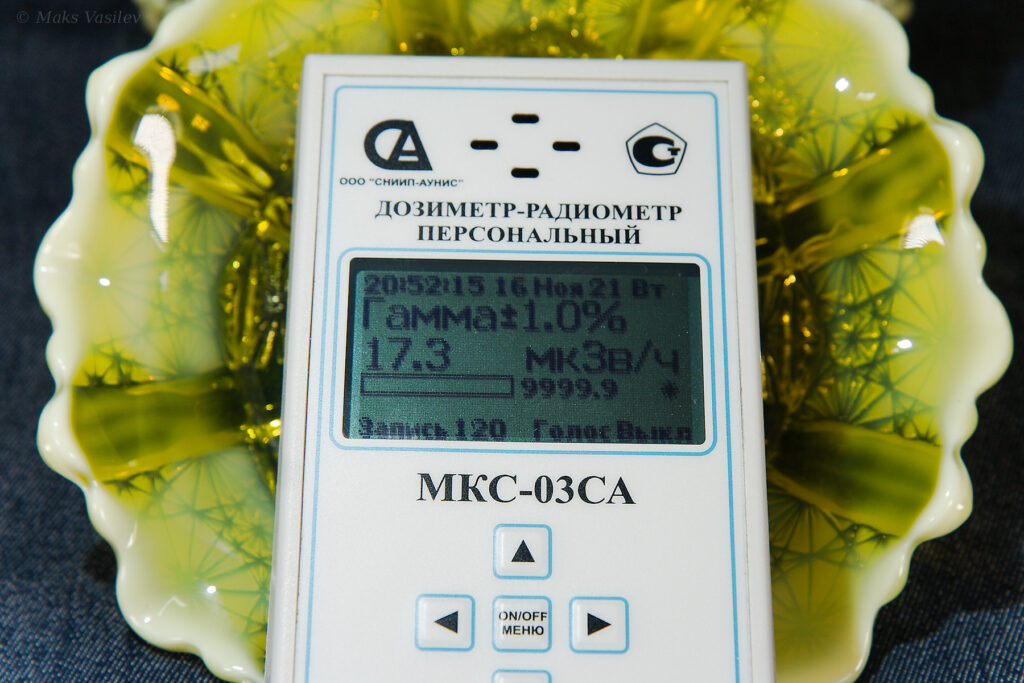 © Maks Vasilev
СА
ООО "СНИИП-АУНИС"
ДОЗИМЕТР-РАДИОМЕТР
ПЕРСОНАЛЬНЫЙ
20:52:15 16 Ноя 21 Вт
Гамма±1.0%
17.3 мкЗв/ч
9999.9 *
Запись 120 Голос Выкл
МКС-03СА
▲
◀ ON/OFF ▶
МЕНЮ